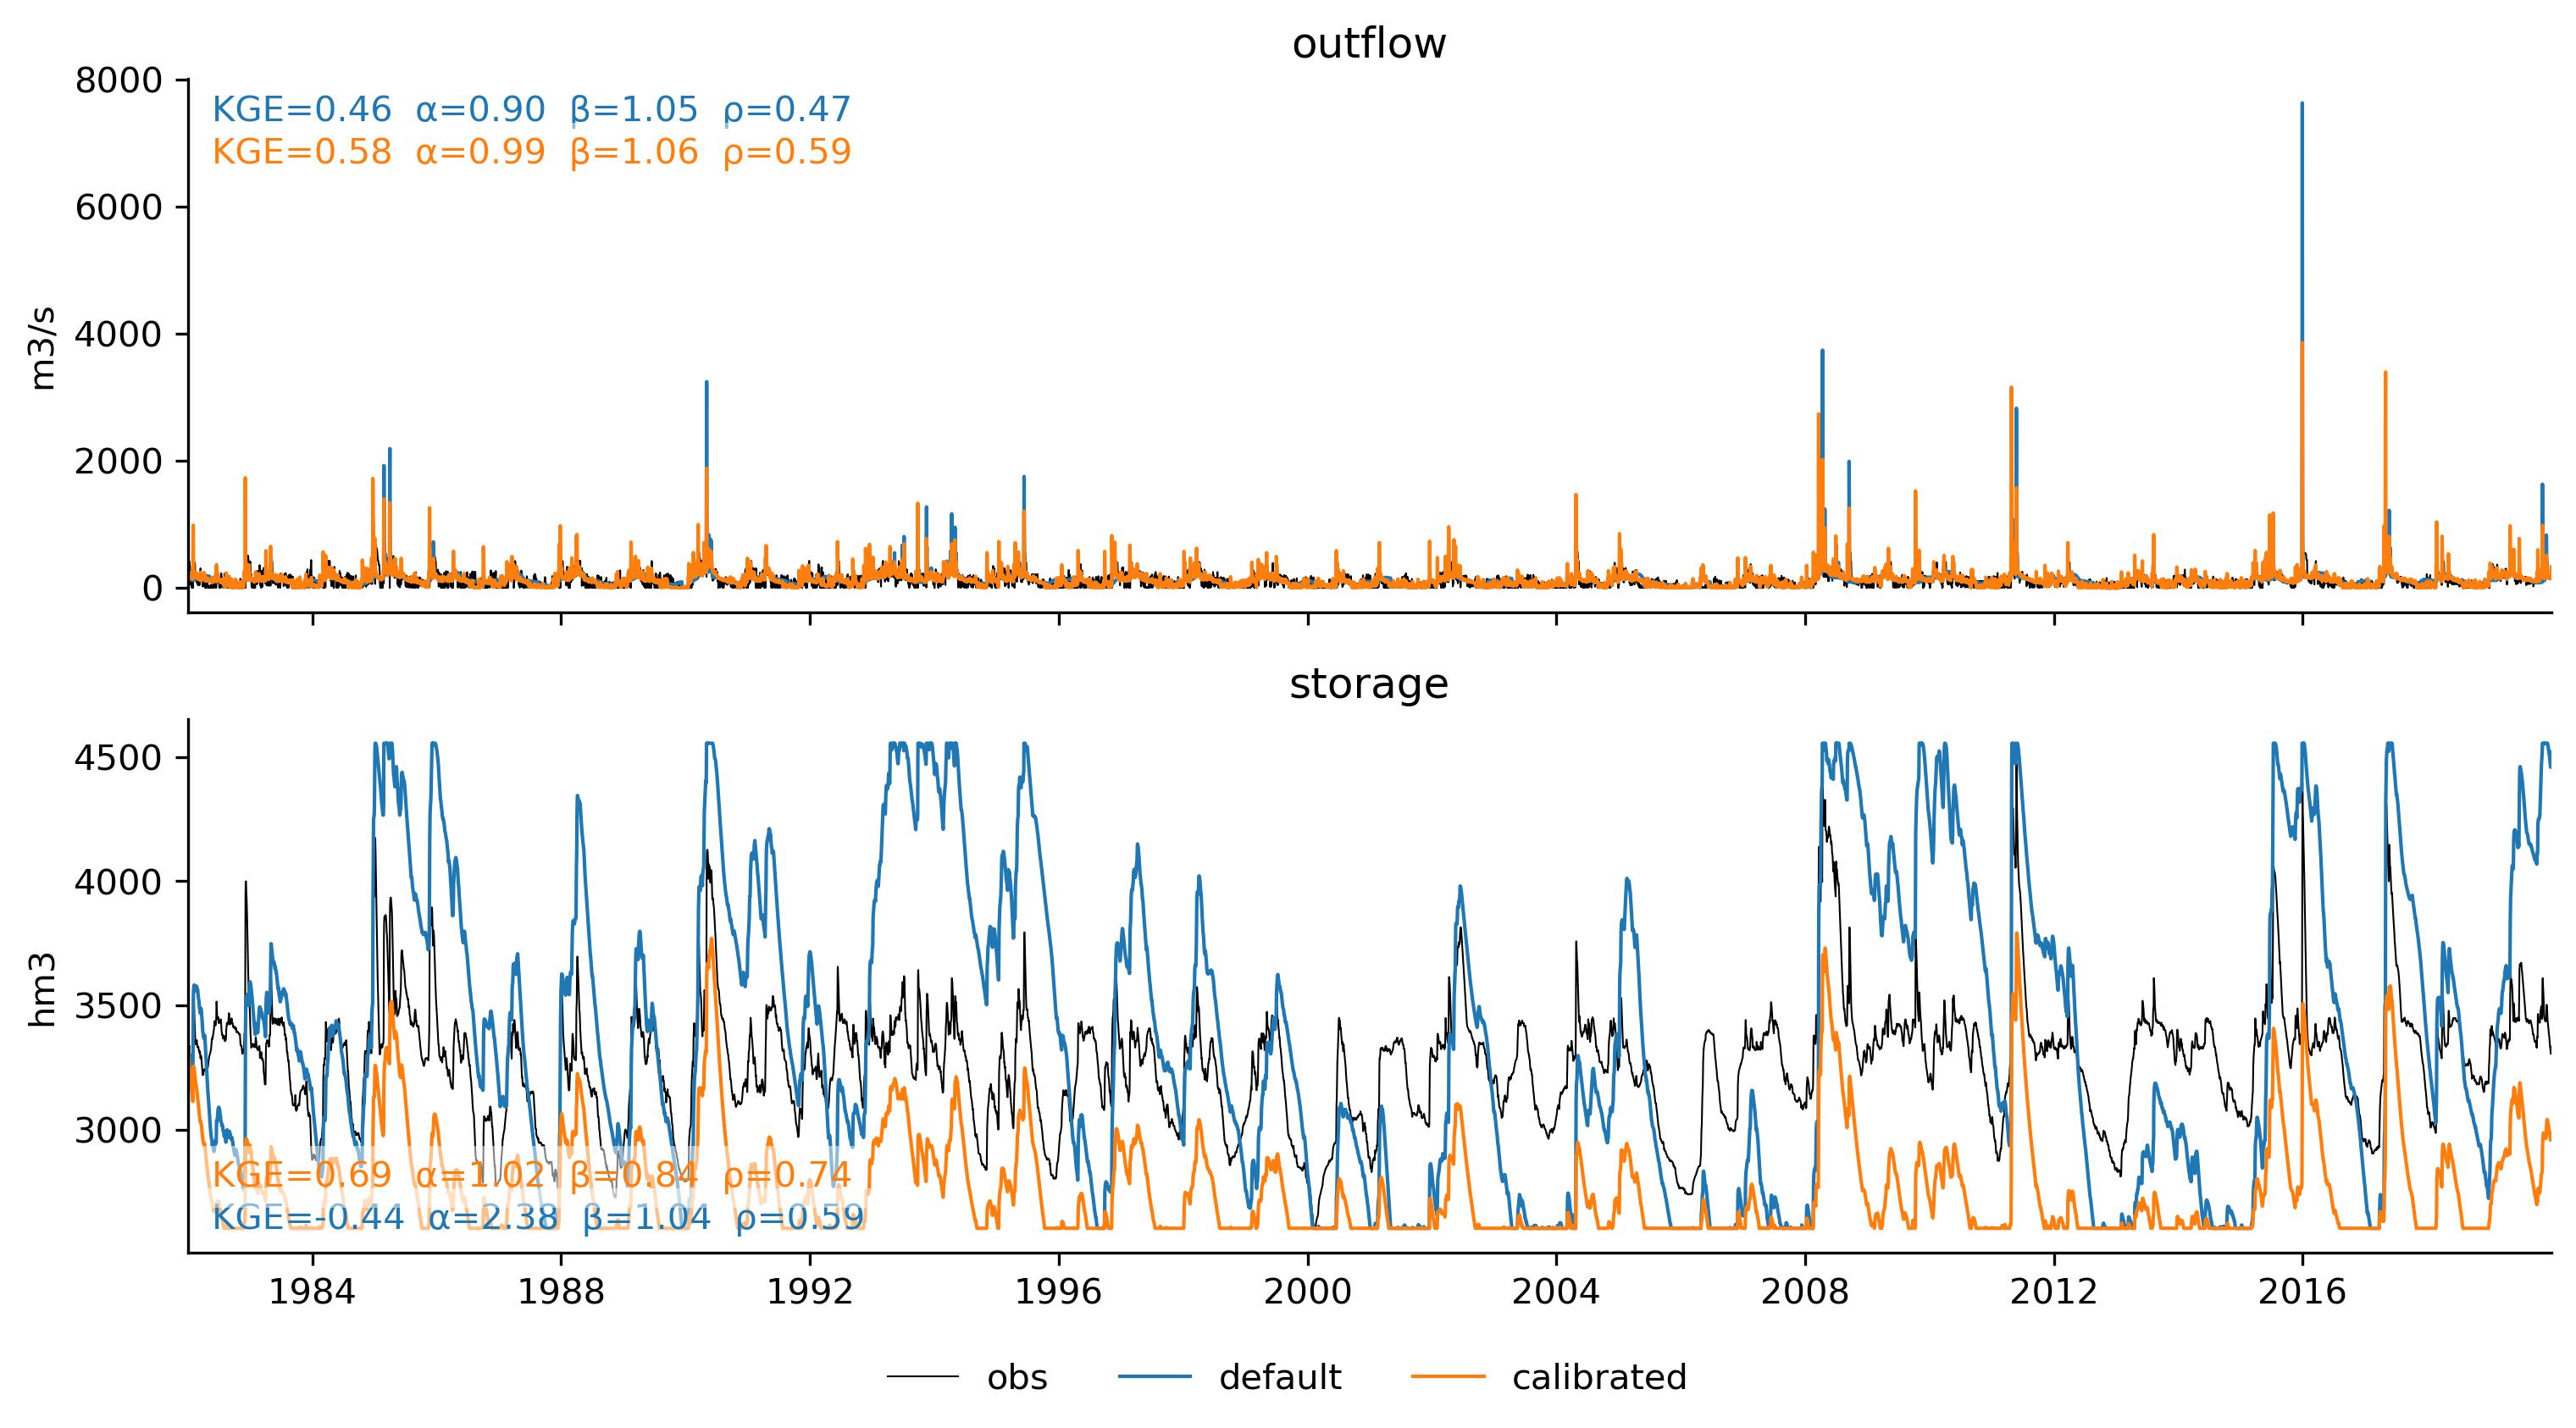 outflow
8000
6000
4000
2000
0
m3/s
KGE=0.46 α=0.90 β=1.05 ρ=0.47
KGE=0.58 α=0.99 β=1.06 ρ=0.59
storage
4500
4000
3500
3000
hm3
KGE=0.69 α=1.02 β=0.84 ρ=0.74
KGE=-0.44 α=2.38 β=1.04 ρ=0.59
1984 1988 1992 1996 2000 2004 2008 2012 2016
obs default calibrated